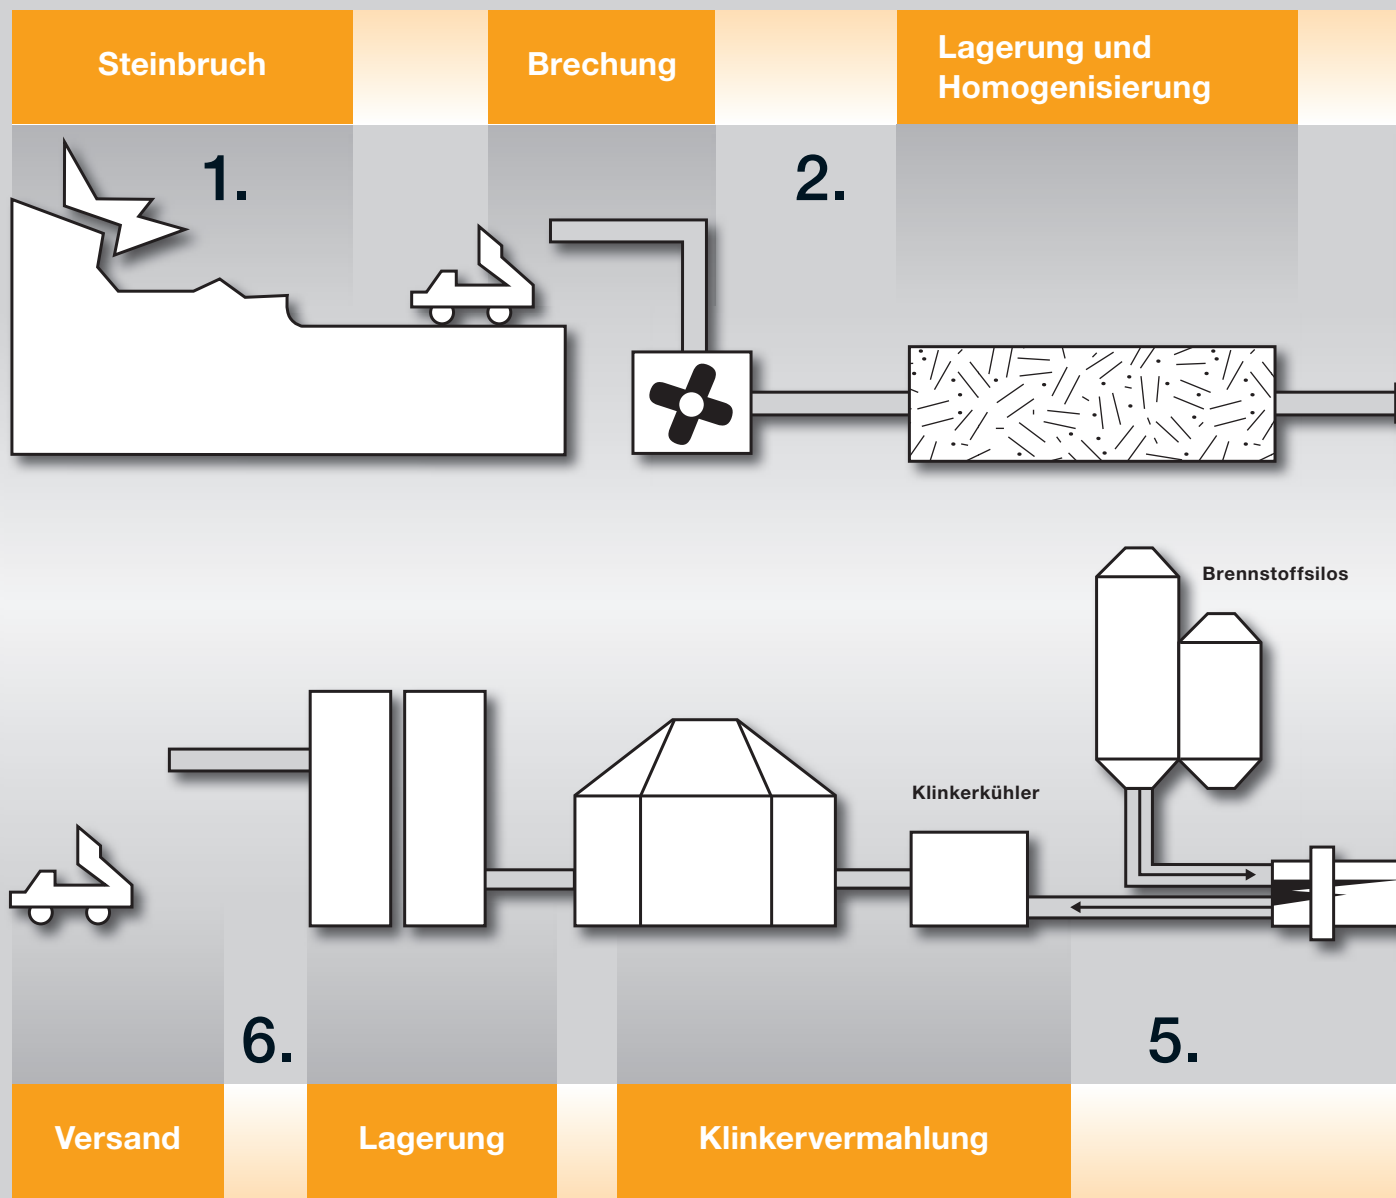 Steinbruch
Brechung
Lagerung und
Homogenisierung
1.
2.
Brennstoffsilos
Klinkerkühler
6.
5.
Versand
Lagerung
Klinkervermahlung